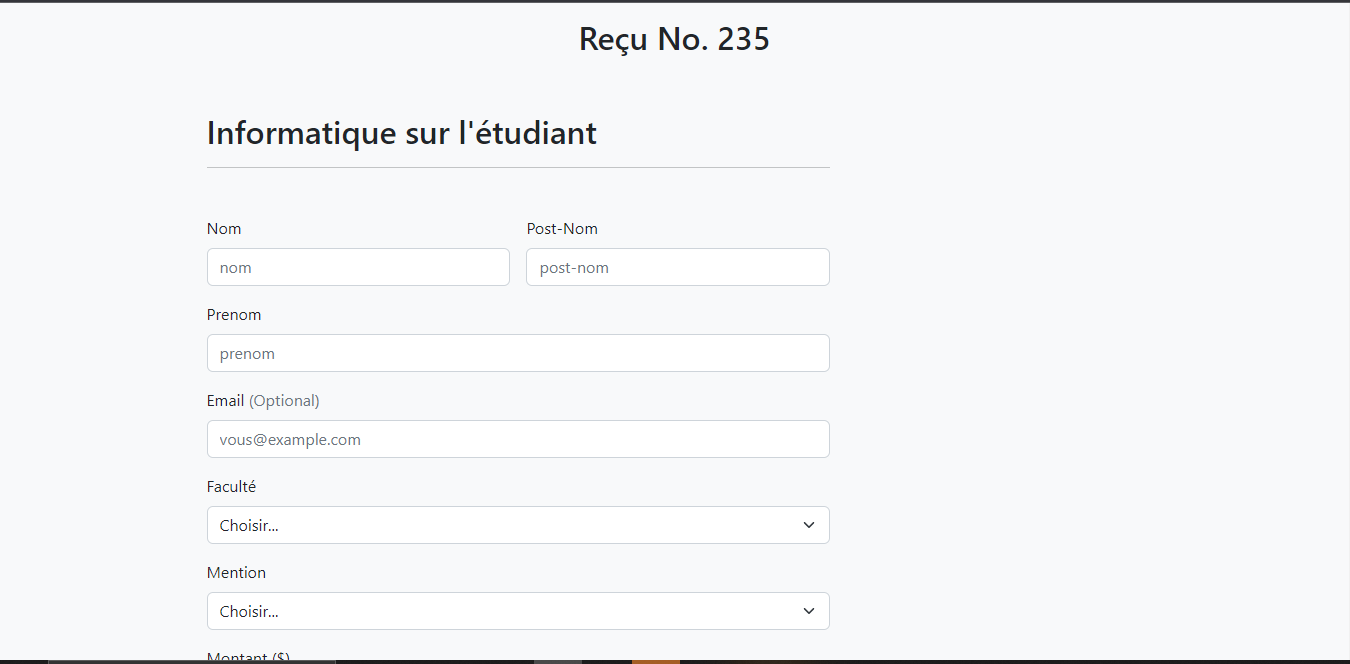 Reçu No. 235
Informatique sur l'étudiant
Nom
Post-Nom
nom
post-nom
Prenom
prenom
Email (Optional)
vous@example.com
Faculté
Choisir...
Mention
Choisir...
Montant ($)